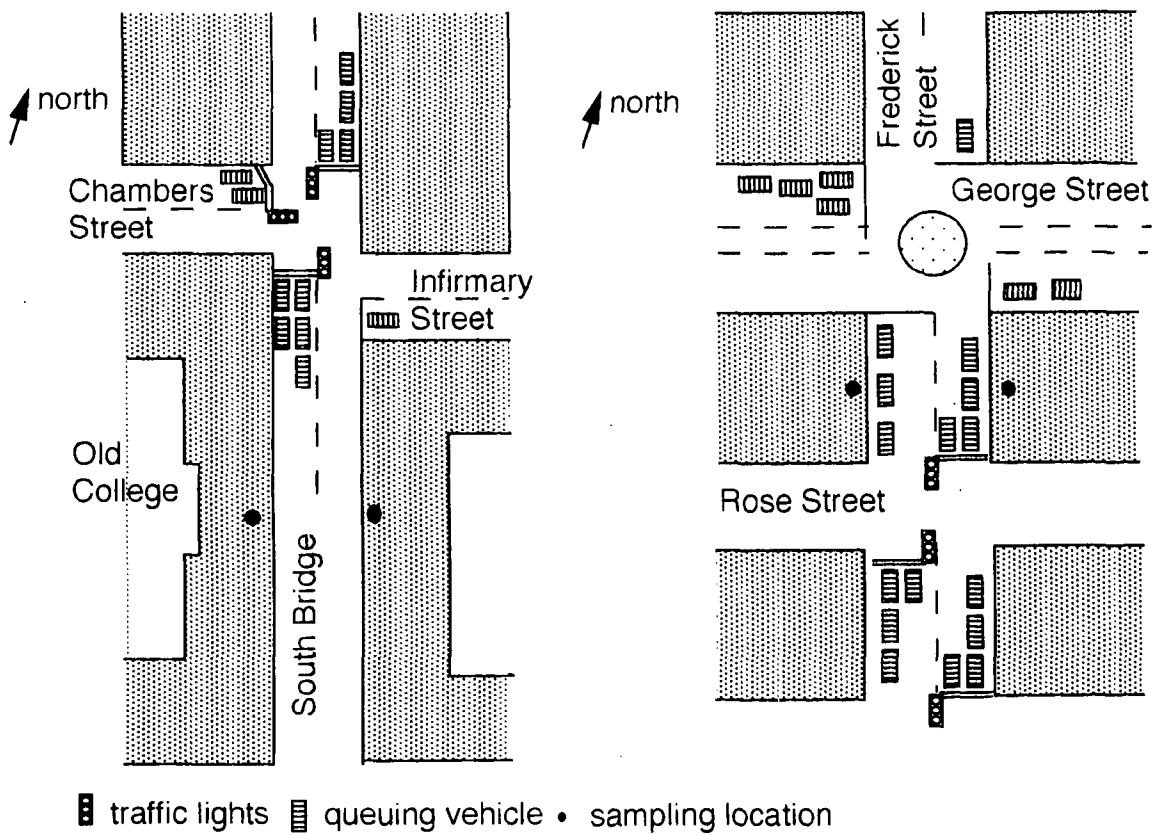 north
Chambers
Street
Infirmary
Street
Old
College
South Bridge
north
Frederick
Street
George Street
Rose Street
traffic lights queuing vehicle • sampling location